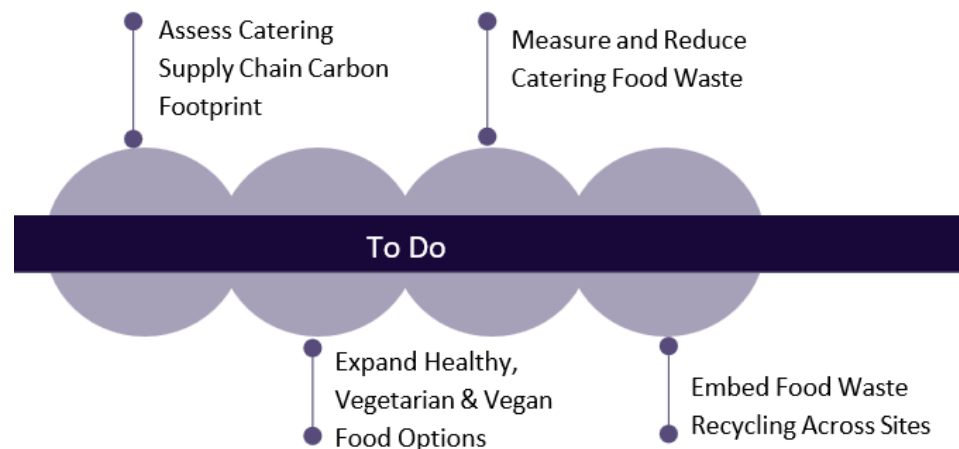 Assess Catering
Supply Chain Carbon
Footprint
Measure and Reduce
Catering Food Waste
To Do
Expand Healthy,
Vegetarian & Vegan
Food Options
Embed Food Waste
Recycling Across Sites